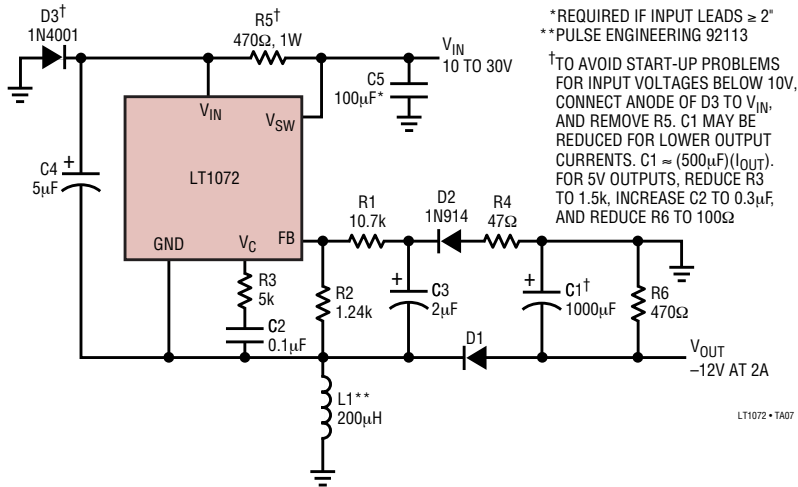 D3†
1N4001
R5†
470Ω, 1W
VIN
10 TO 30V
C5
100μF*
*REQUIRED IF INPUT LEADS ≥ 2"
**PULSE ENGINEERING 92113
†TO AVOID START-UP PROBLEMS
FOR INPUT VOLTAGES BELOW 10V,
CONNECT ANODE OF D3 TO VIN,
AND REMOVE R5. C1 MAY BE
REDUCED FOR LOWER OUTPUT
CURRENTS. C1 ≈ (500μF)(IOUT).
FOR 5V OUTPUTS, REDUCE R3
TO 1.5k, INCREASE C2 TO 0.3μF,
AND REDUCE R6 TO 100Ω
VIN
VSW
LT1072
GND
VC
FB
C4
5μF
+
R1
10.7k
D2
1N914
R4
47Ω
R3
5k
C2
0.1μF
R2
1.24k
+
C3
2μF
+
C1†
1000μF
R6
470Ω
D1
VOUT
–12V AT 2A
L1**
200μH
LT1072 • TA07